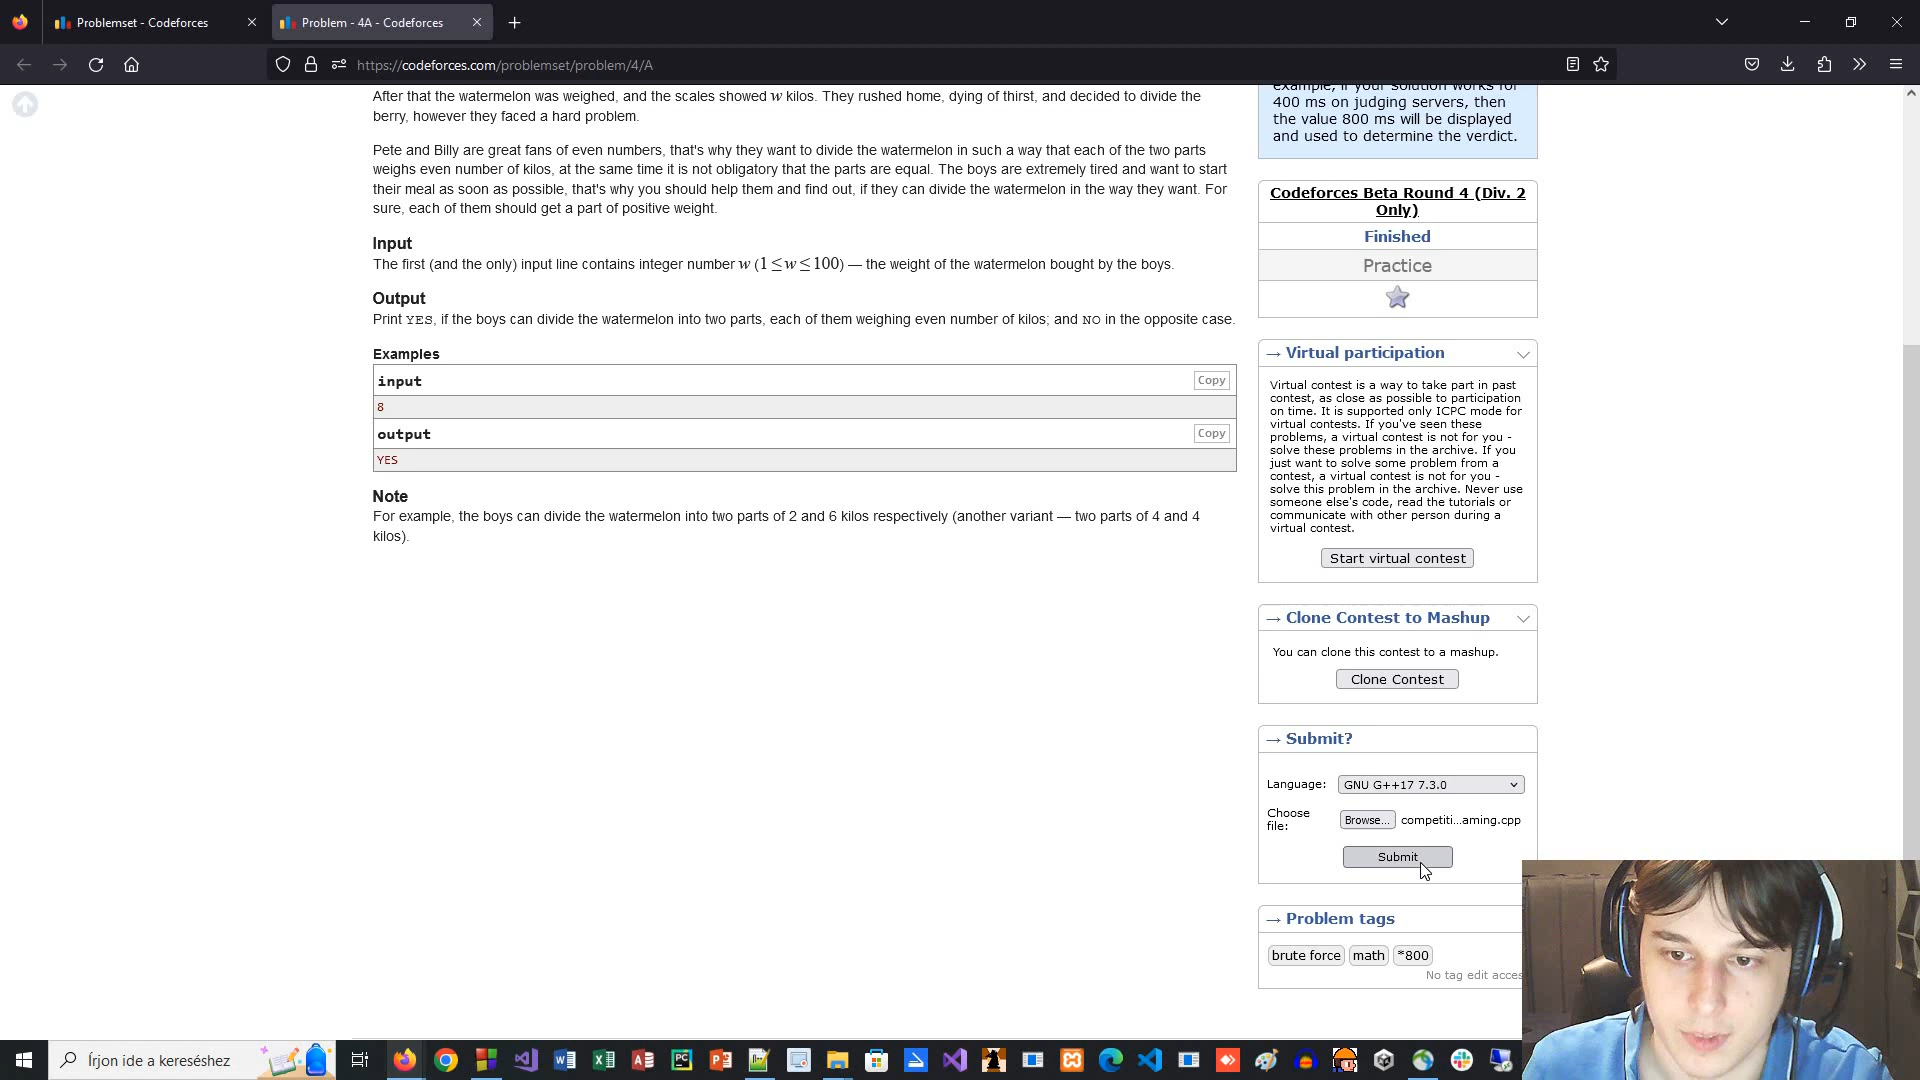 Problemset - Codeforces
Problem - 4A - Codeforces
https://codeforces.com/problemset/problem/4/A
After that the watermelon was weighed, and the scales showed w kilos. They rushed home, dying of thirst, and decided to divide the
berry, however they faced a hard problem.
Pete and Billy are great fans of even numbers, that's why they want to divide the watermelon in such a way that each of the two parts
weighs even number of kilos, at the same time it is not obligatory that the parts are equal. The boys are extremely tired and want to start
their meal as soon as possible, that's why you should help them and find out, if they can divide the watermelon in the way they want. For
sure, each of them should get a part of positive weight.
Input
The first (and the only) input line contains integer number w (1 ≤ w ≤ 100) — the weight of the watermelon bought by the boys.
Output
Print YES, if the boys can divide the watermelon into two parts, each of them weighing even number of kilos; and NO in the opposite case.
Examples
input
Copy
8
output
Copy
YES
Note
For example, the boys can divide the watermelon into two parts of 2 and 6 kilos respectively (another variant — two parts of 4 and 4
kilos).
example, if your solution works for
400 ms on judging servers, then
the value 800 ms will be displayed
and used to determine the verdict.
Codeforces Beta Round 4 (Div. 2
Only)
Finished
Practice
→ Virtual participation
Virtual contest is a way to take part in past
contest, as close as possible to participation
on time. It is supported only ICPC mode for
virtual contests. If you've seen these
problems, a virtual contest is not for you -
solve these problems in the archive. If you
just want to solve some problem from a
contest, a virtual contest is not for you -
solve this problem in the archive. Never use
someone else's code, read the tutorials or
communicate with other person during a
virtual contest.
Start virtual contest
→ Clone Contest to Mashup
You can clone this contest to a mashup.
Clone Contest
→ Submit?
Language:
GNU G++17 7.3.0
Choose
file:
Browse...
competiti...aming.cpp
Submit
→ Problem tags
brute force
math
*800
No tag edit acces
Írjon ide a kereséshez